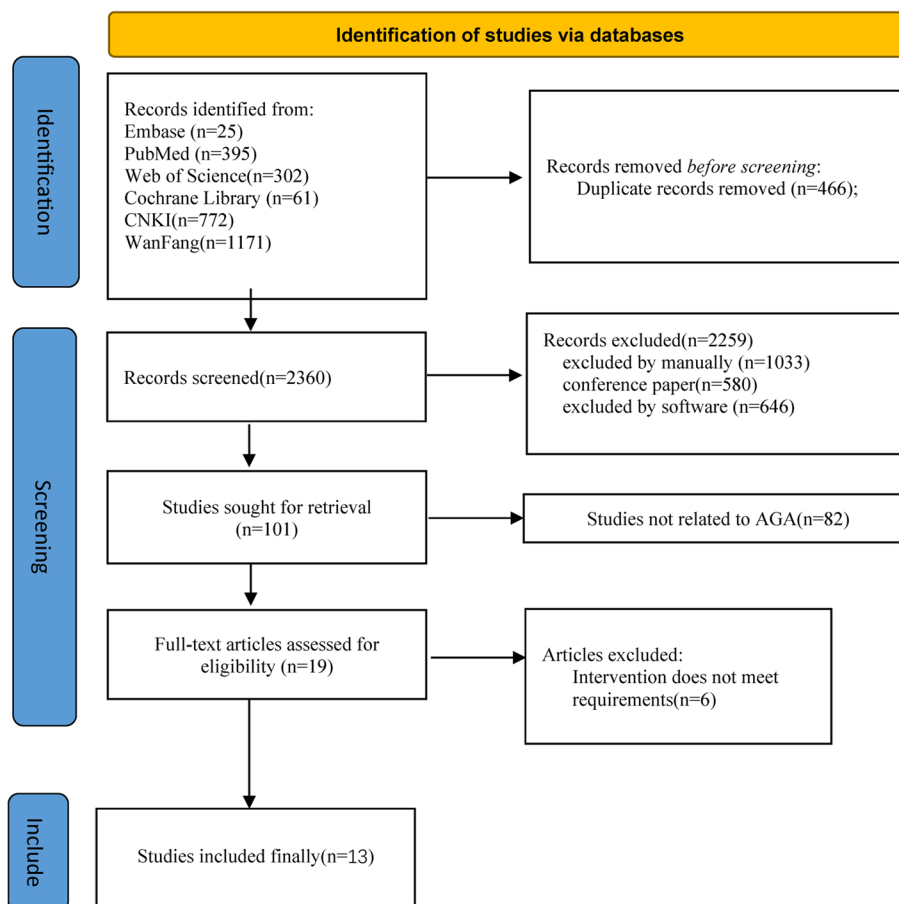 Identification of studies via databases
Identification
Records identified from:
Embase (n=25)
PubMed (n=395)
Web of Science(n=302)
Cochrane Library (n=61)
CNKI(n=772)
WanFang(n=1171)
Records removed before screening:
Duplicate records removed (n=466);
Screening
Records screened(n=2360)
Records excluded(n=2259)
excluded by manually (n=1033)
conference paper(n=580)
excluded by software (n=646)
Studies sought for retrieval
(n=101)
Studies not related to AGA(n=82)
Full-text articles assessed for
eligibility (n=19)
Articles excluded:
Intervention does not meet
requirements(n=6)
Include
Studies included finally(n=13)